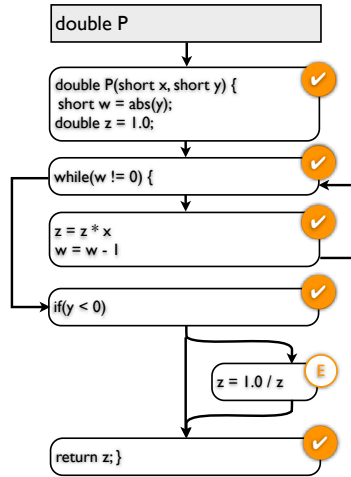 double P
double P(short x, short y) {
short w = abs(y);
double z = 1.0;
while(w != 0) {
z = z * x
w = w - 1
if(y < 0)
E
z = 1.0 / z
return z; }